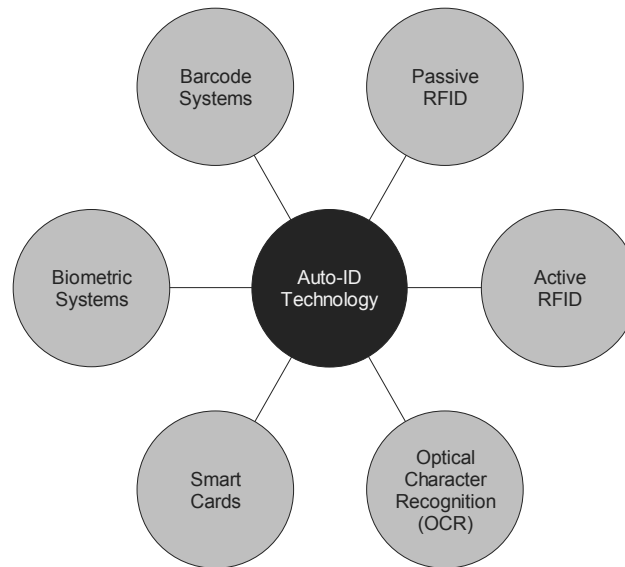 Barcode
Systems
Passive
RFID
Biometric
Systems
Auto-ID
Technology
Active
RFID
Smart
Cards
Optical
Character
Recognition
(OCR)